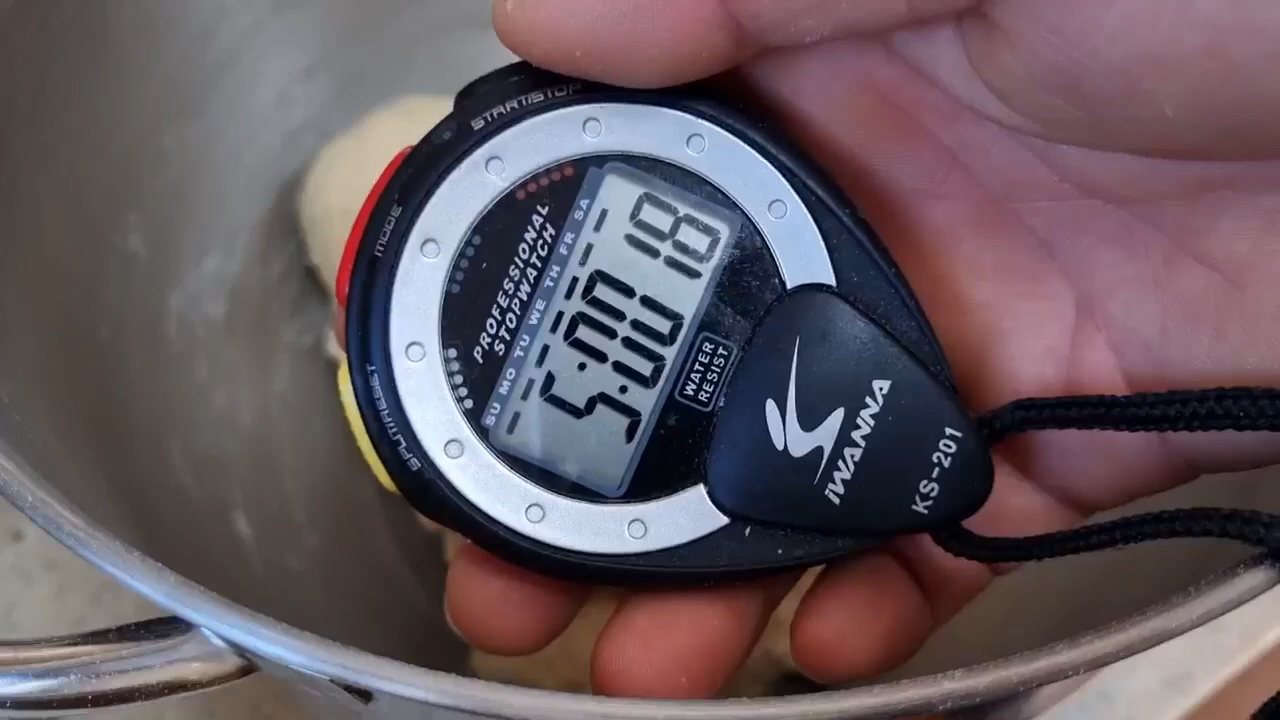 START/STOP
MODE
SPLIT/RESET
PROFESSIONAL
STOPWATCH
SU MO TU WE TH FR SA
5:00 18
WATER
RESIST
iWANNA
KS-201